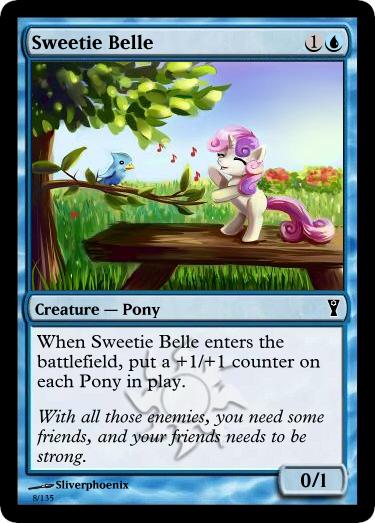 Sweetie Belle 1
Creature — Pony
When Sweetie Belle enters the
battlefield, put a +1/+1 counter on
each Pony in play.
With all those enemies, you need some
friends, and your friends needs to be
strong.
Sliverphoenix
0/1
8/135